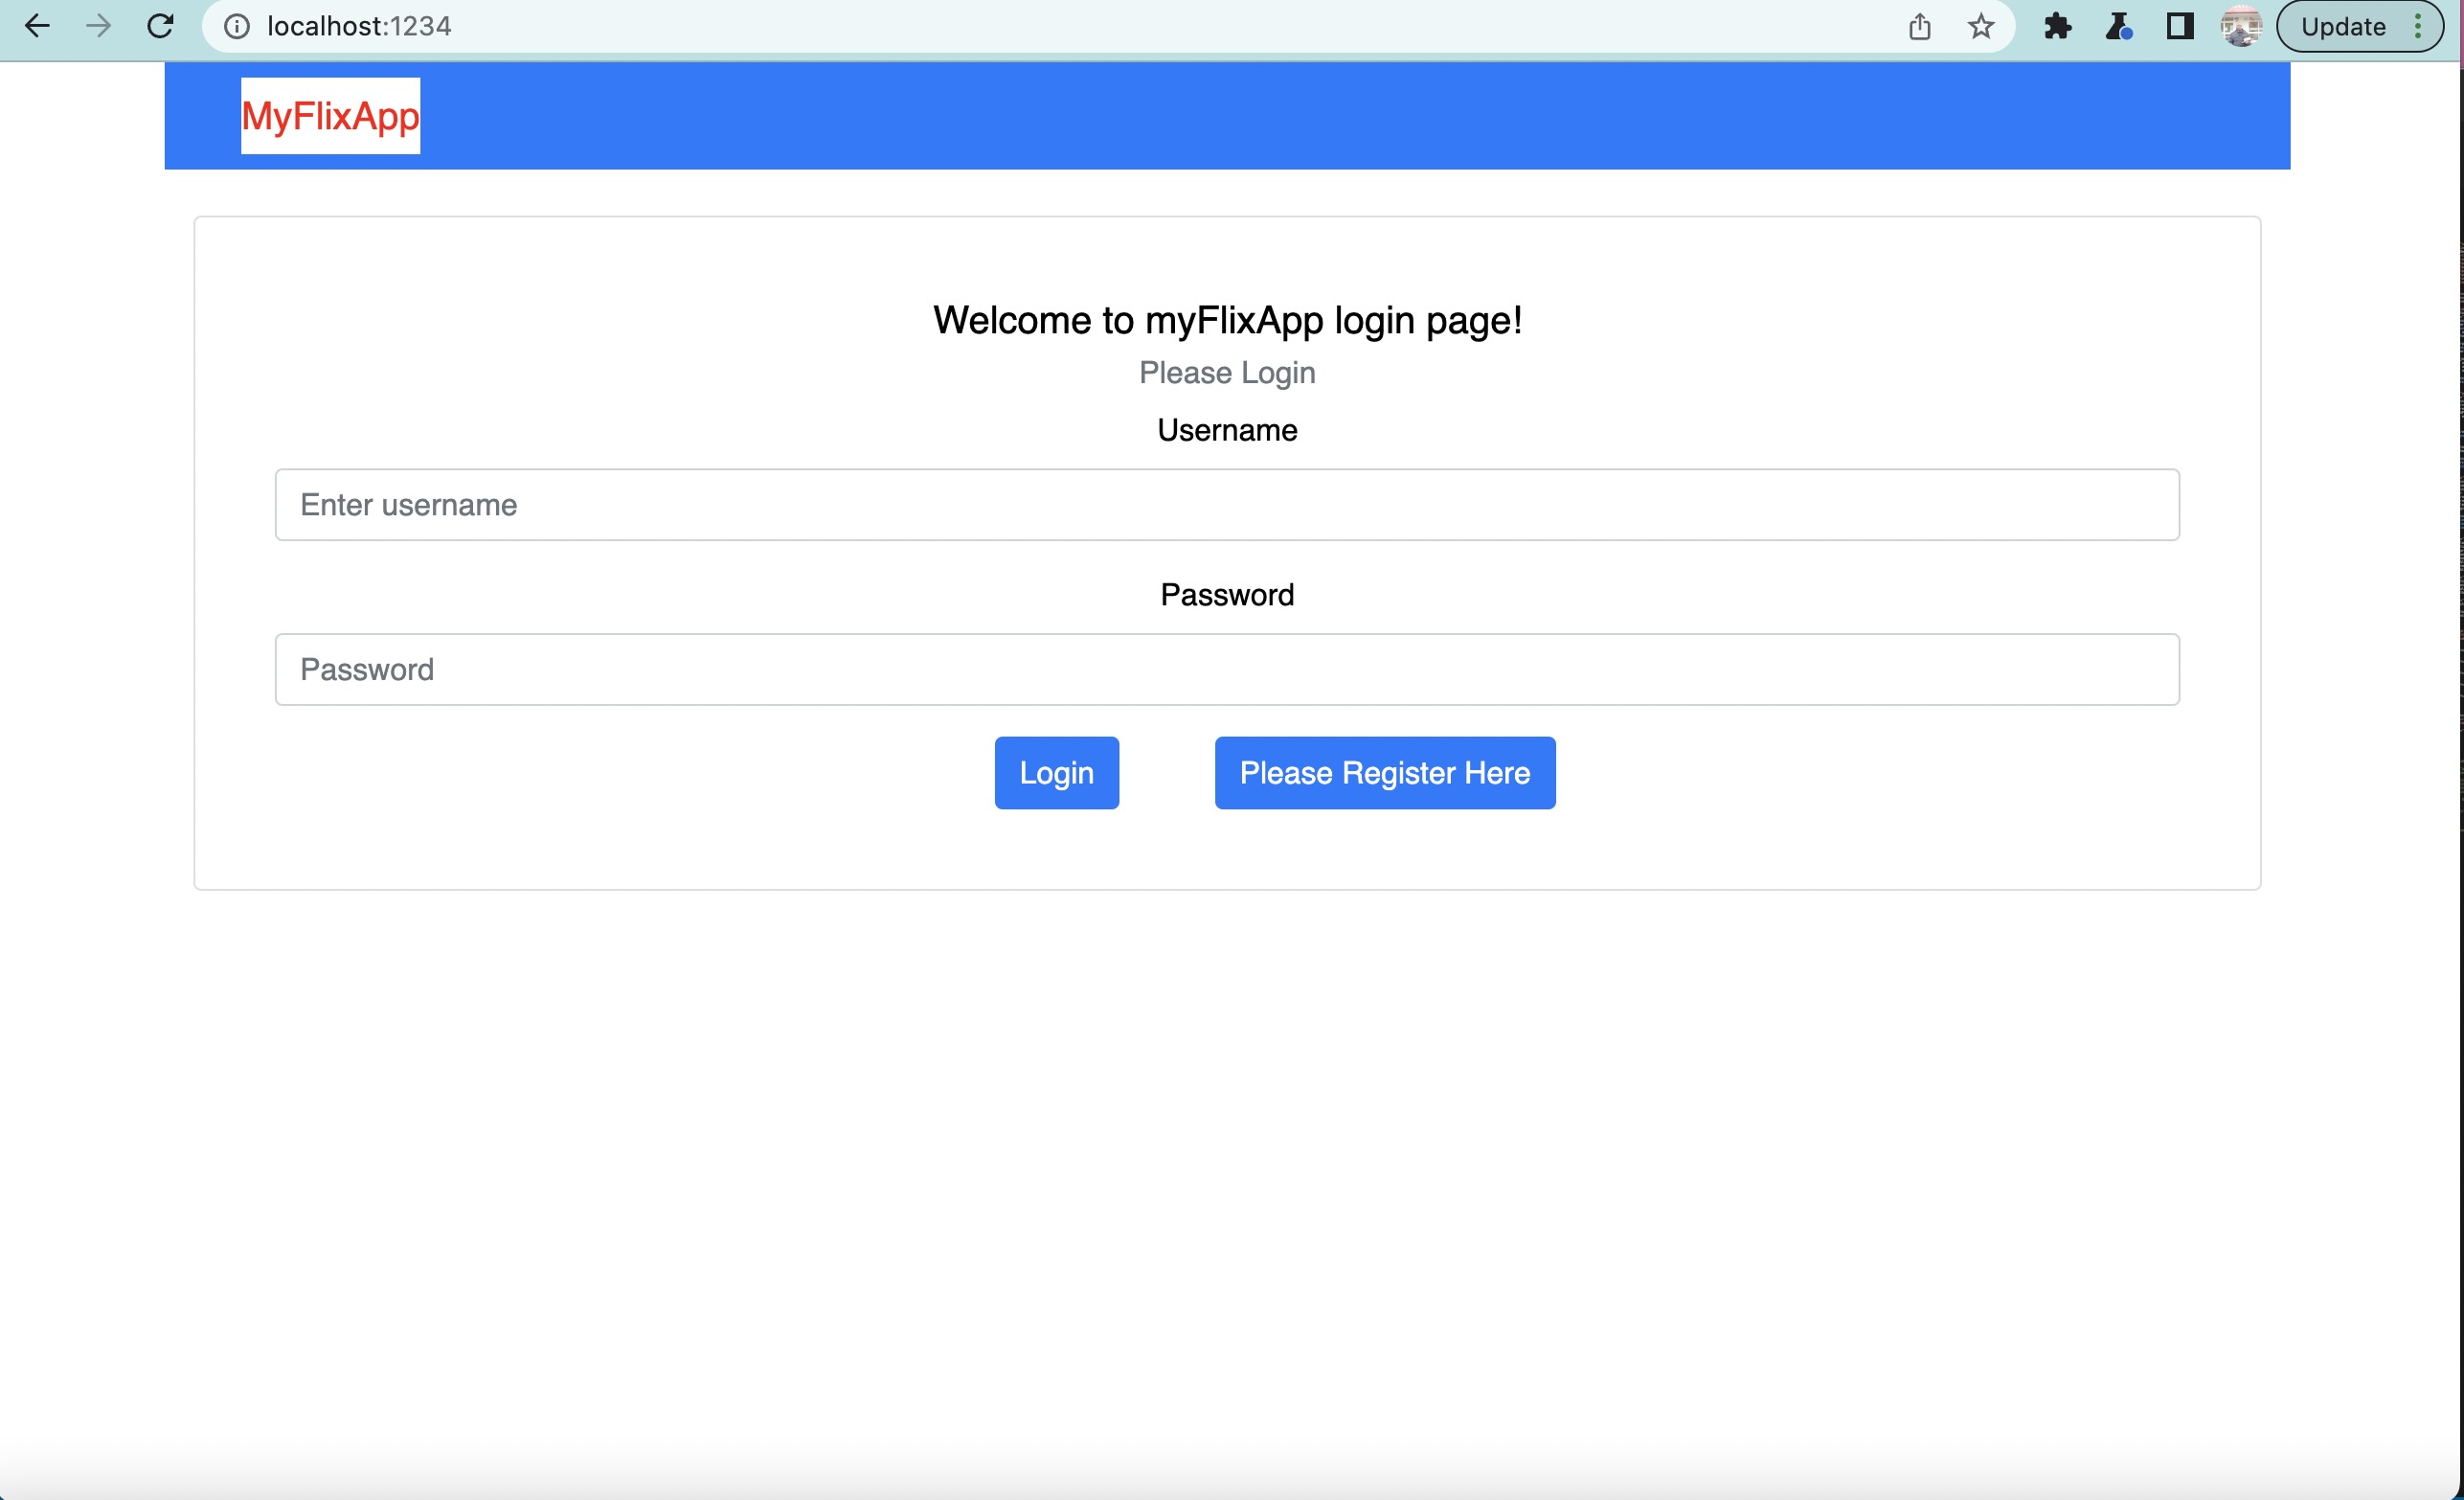 localhost:1234
Update
MyFlixApp
Welcome to myFlixApp login page!
Please Login
Username
Enter username
Password
Password
Login
Please Register Here